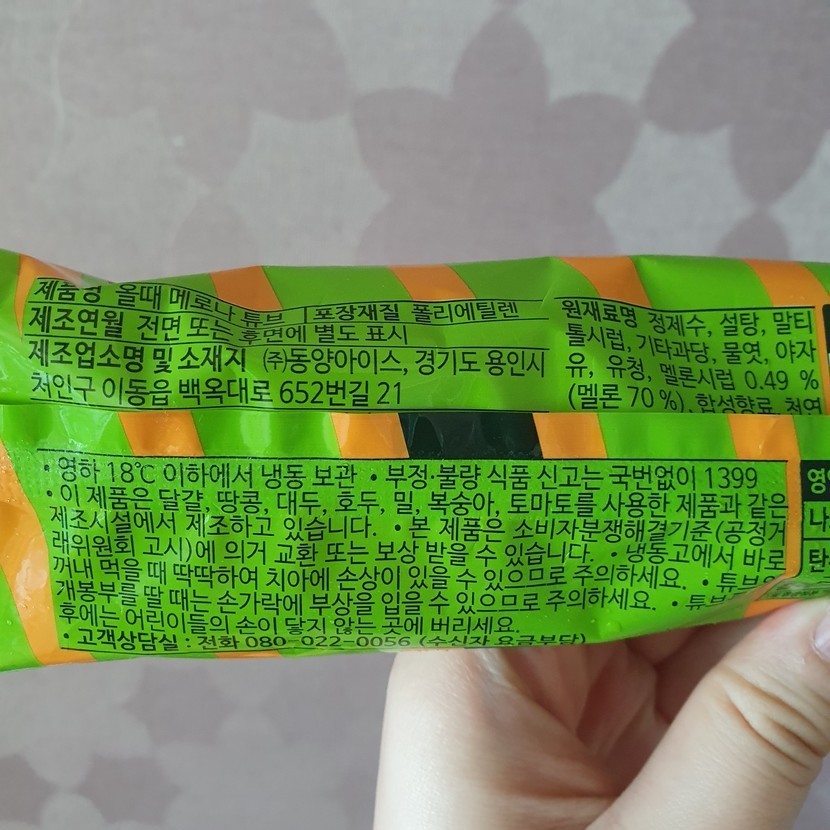 제품명 올때 메로나 튜브 포장재질 폴리에틸렌
제조연월 전면 또는 후면에 별도 표시
제조업소명 및 소재지 ㈜동양아이스, 경기도 용인시
처인구 이동읍 백옥대로 652번길 21
원재료명 정제수, 설탕, 말티
톨시럽, 기타과당, 물엿, 야자
유, 유청, 멜론시럽 0.49 %
(멜론 70 %), 합성향료, 천연
• 영하 18℃ 이하에서 냉동 보관 • 부정·불량 식품 신고는 국번없이 1399
• 이 제품은 달걀, 땅콩, 대두, 호두, 밀, 복숭아, 토마토를 사용한 제품과 같은
제조시설에서 제조하고 있습니다. • 본 제품은 소비자분쟁해결기준(공정거
래위원회 고시)에 의거 교환 또는 보상 받을 수 있습니다. • 냉동고에서 바로
꺼내 먹을 때 딱딱하여 치아에 손상이 있을 수 있으므로 주의하세요. • 튜브의
개봉부를 딸 때는 손가락에 부상을 입을 수 있으므로 주의하세요. • 튜브는
후에는 어린이들의 손이 닿지 않는 곳에 버리세요.
• 고객상담실 : 전화 080-022-0056 (수신자 요금부담)
영
나
탄